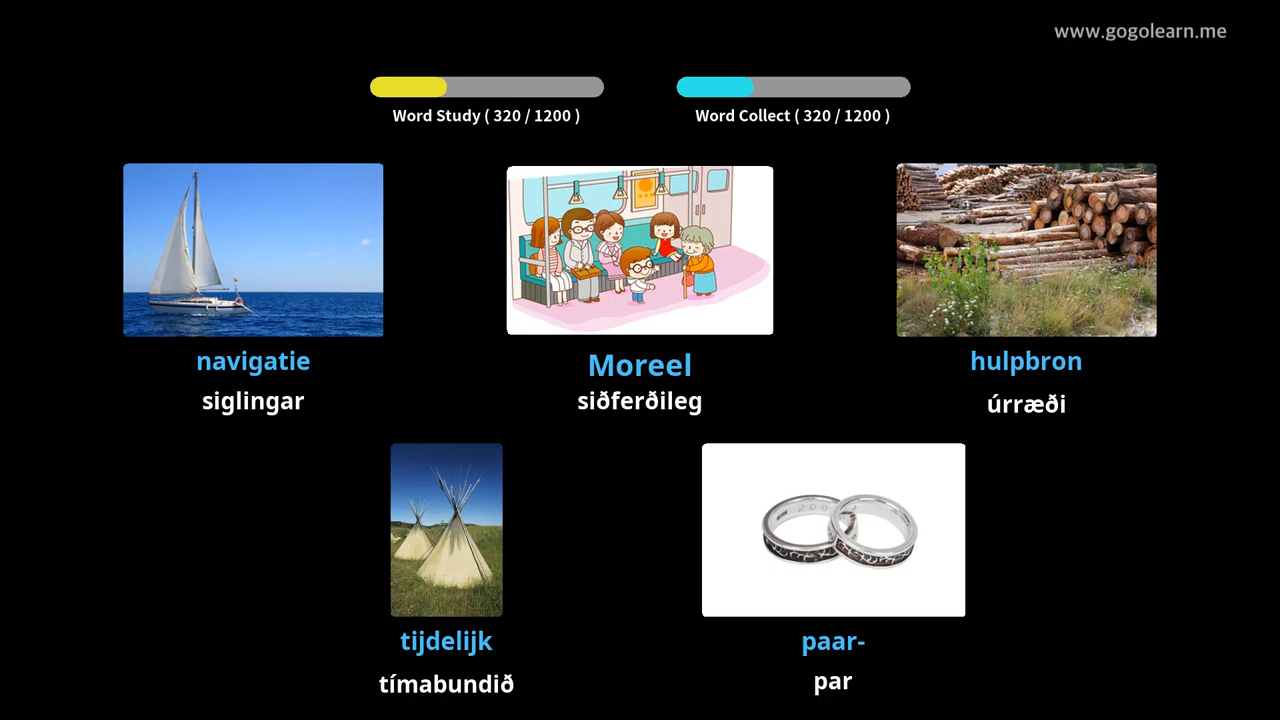 www.gogolearn.me
Word Study ( 320 / 1200 )
Word Collect ( 320 / 1200 )
navigatie
siglingar
Moreel
siðferðileg
hulpbron
úrræði
tijdelijk
tímabundið
paar-
par